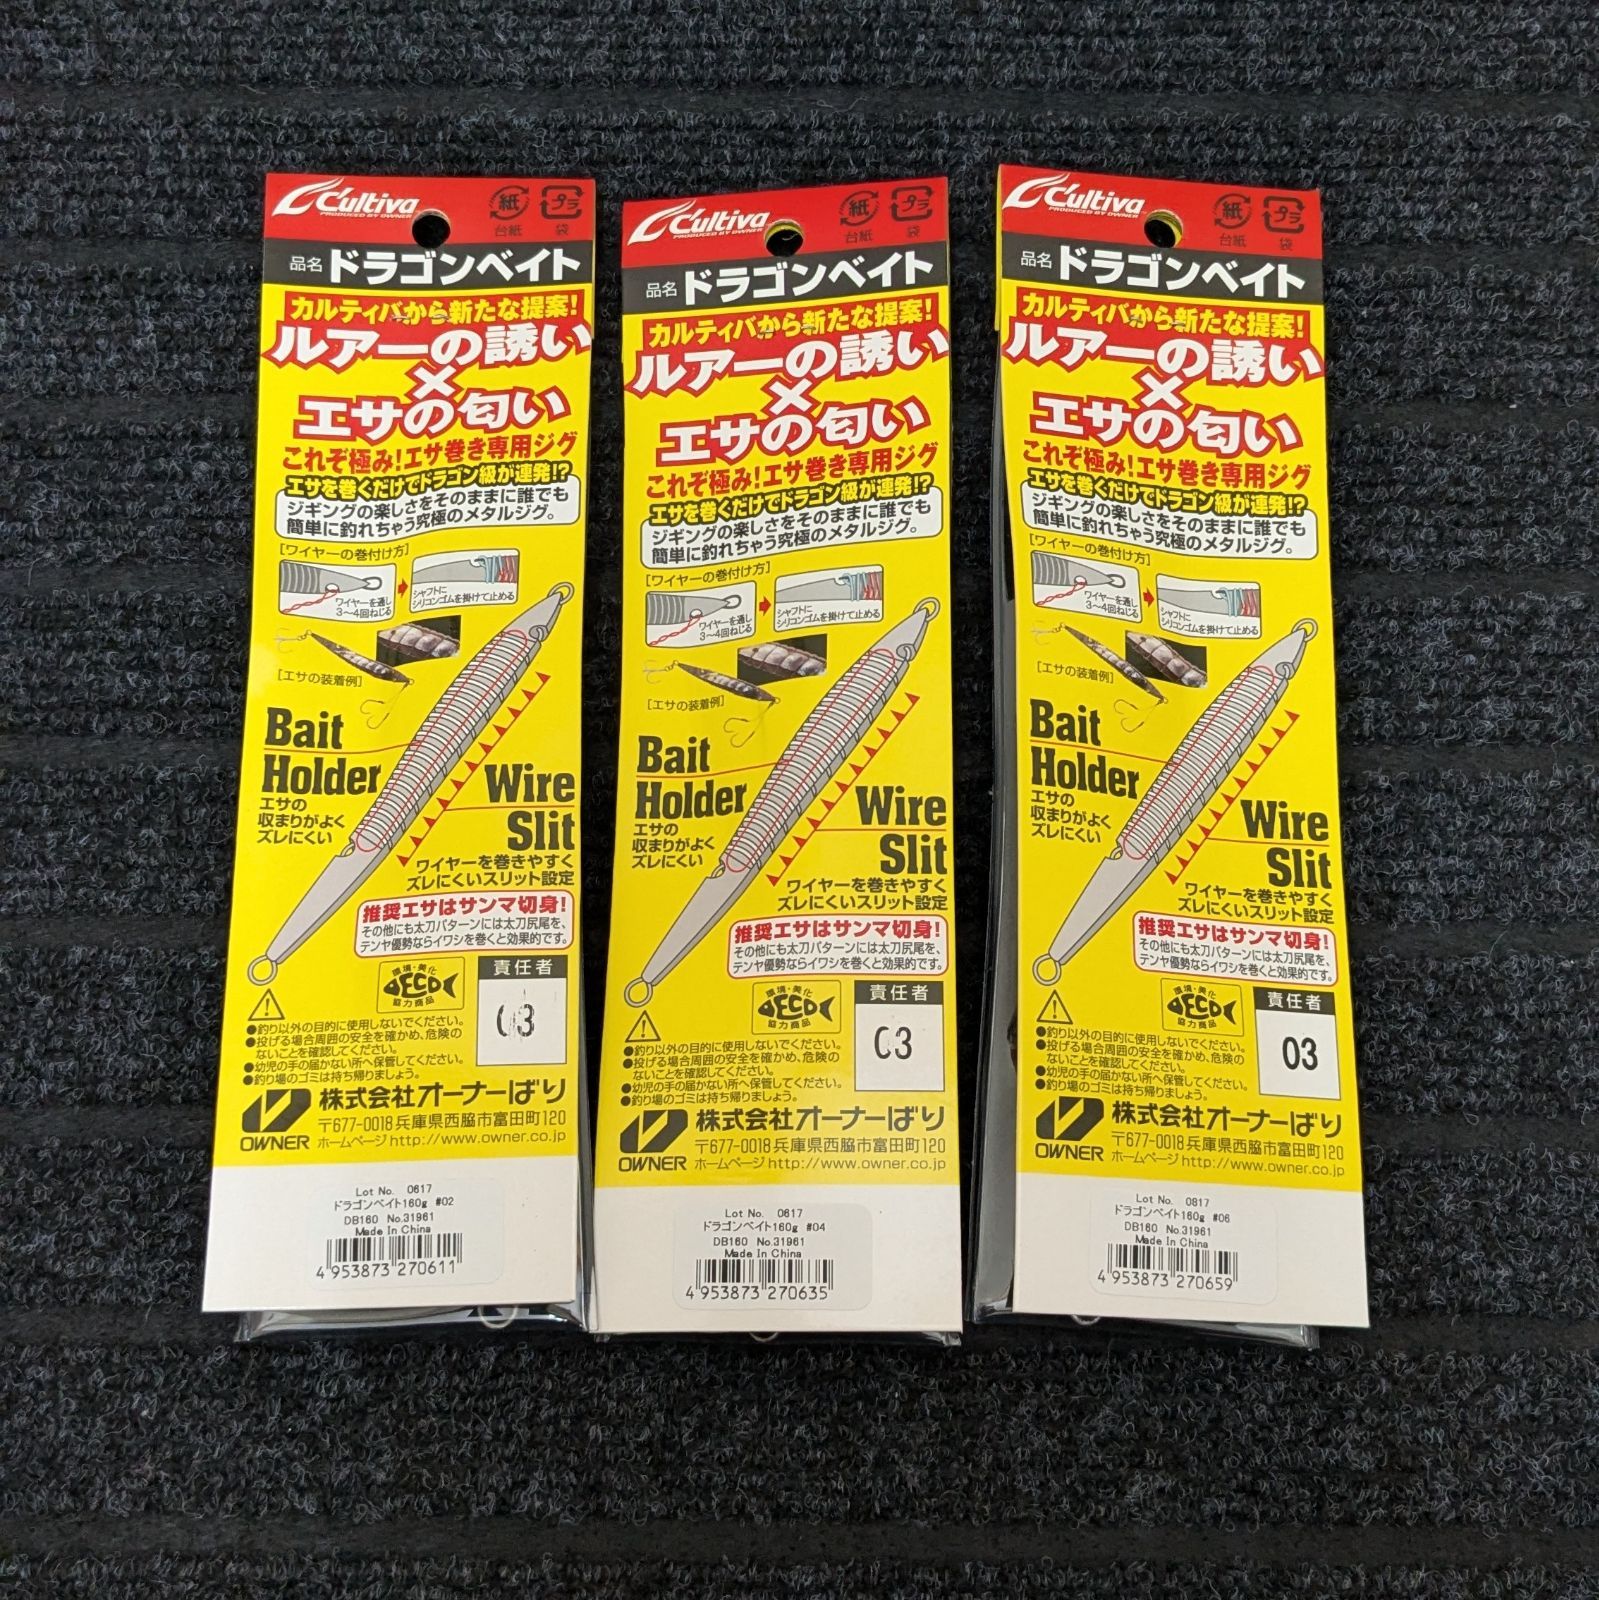 C'ultiva
PRODUCED BY OWNER
紙
台紙
プラ
袋
品名 ドラゴンベイト
カルティバから新たな提案!
ルアーの誘い
×
エサの匂い
これぞ極み!エサ巻き専用ジグ
エサを巻くだけでドラゴン級が連発!?
ジギングの楽しさをそのままに誰でも
簡単に釣れちゃう究極のメタルジグ。
[ワイヤーの巻付け方]
ワイヤーを通し
3〜4回ねじる
シャフトに
シリコンゴムを掛けて止める
[エサの装着例]
Bait
Holder
エサの
収まりがよく
ズレにくい
Wire
Slit
ワイヤーを巻きやすく
ズレにくいスリット設定
推奨エサはサンマ切身!
その他にも太刀パターンには太刀尻尾を、
テンヤ優勢ならイワシを巻くと効果的です。
環境・美化
ECO
協力商品
責任者
03
●釣り以外の目的に使用しないでください。
●投げる場合周囲の安全を確かめ、危険の
ないことを確認してください。
●幼児の手の届かない所へ保管してください。
●釣り場のゴミは持ち帰りましょう。
OWNER
株式会社オーナーばり
〒677-0018 兵庫県西脇市富田町120
ホームページ http://www.owner.co.jp
Lot No. 0617
ドラゴンベイト160g #02
DB160 No.31961
Made In China
4 953873 270611
C'ultiva
PRODUCED BY OWNER
紙
台紙
プラ
袋
品名 ドラゴンベイト
カルティバから新たな提案!
ルアーの誘い
×
エサの匂い
これぞ極み!エサ巻き専用ジグ
エサを巻くだけでドラゴン級が連発!?
ジギングの楽しさをそのままに誰でも
簡単に釣れちゃう究極のメタルジグ。
[ワイヤーの巻付け方]
ワイヤーを通し
3〜4回ねじる
シャフトに
シリコンゴムを掛けて止める
[エサの装着例]
Bait
Holder
エサの
収まりがよく
ズレにくい
Wire
Slit
ワイヤーを巻きやすく
ズレにくいスリット設定
推奨エサはサンマ切身!
その他にも太刀パターンには太刀尻尾を、
テンヤ優勢ならイワシを巻くと効果的です。
環境・美化
ECO
協力商品
責任者
03
●釣り以外の目的に使用しないでください。
●投げる場合周囲の安全を確かめ、危険の
ないことを確認してください。
●幼児の手の届かない所へ保管してください。
●釣り場のゴミは持ち帰りましょう。
OWNER
株式会社オーナーばり
〒677-0018 兵庫県西脇市富田町120
ホームページ http://www.owner.co.jp
Lot No. 0617
ドラゴンベイト160g #04
DB160 No.31961
Made In China
4 953873 270635
C'ultiva
PRODUCED BY OWNER
紙
台紙
プラ
袋
品名 ドラゴンベイト
カルティバから新たな提案!
ルアーの誘い
×
エサの匂い
これぞ極み!エサ巻き専用ジグ
エサを巻くだけでドラゴン級が連発!?
ジギングの楽しさをそのままに誰でも
簡単に釣れちゃう究極のメタルジグ。
[ワイヤーの巻付け方]
ワイヤーを通し
3〜4回ねじる
シャフトに
シリコンゴムを掛けて止める
[エサの装着例]
Bait
Holder
エサの
収まりがよく
ズレにくい
Wire
Slit
ワイヤーを巻きやすく
ズレにくいスリット設定
推奨エサはサンマ切身!
その他にも太刀パターンには太刀尻尾を、
テンヤ優勢ならイワシを巻くと効果的です。
環境・美化
ECO
協力商品
責任者
03
●釣り以外の目的に使用しないでください。
●投げる場合周囲の安全を確かめ、危険の
ないことを確認してください。
●幼児の手の届かない所へ保管してください。
●釣り場のゴミは持ち帰りましょう。
OWNER
株式会社オーナーばり
〒677-0018 兵庫県西脇市富田町120
ホームページ http://www.owner.co.jp
Lot No. 0817
ドラゴンベイト160g #06
DB160 No.31961
Made In China
4 953873 270659